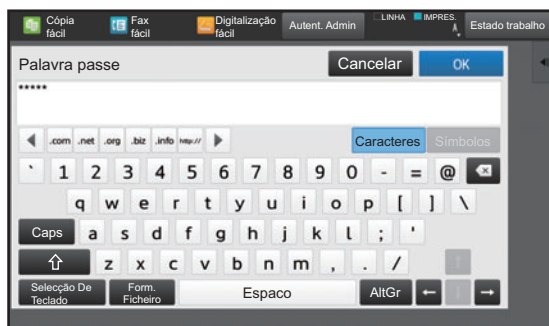 Cópia fácil
Fax fácil
Digitalização fácil
Autent. Admin
LINHA IMPRES.
Estado trabalho
Palavra passe
Cancelar
OK
*****
.com .net .org .biz .info http://
Caracteres
Símbolos
` 1 2 3 4 5 6 7 8 9 0 - = @
q w e r t y u i o p [ ] \
Caps a s d f g h j k l ; '
z x c v b n m , . /
Selecção De Teclado
Form. Ficheiro
Espaco
AltGr